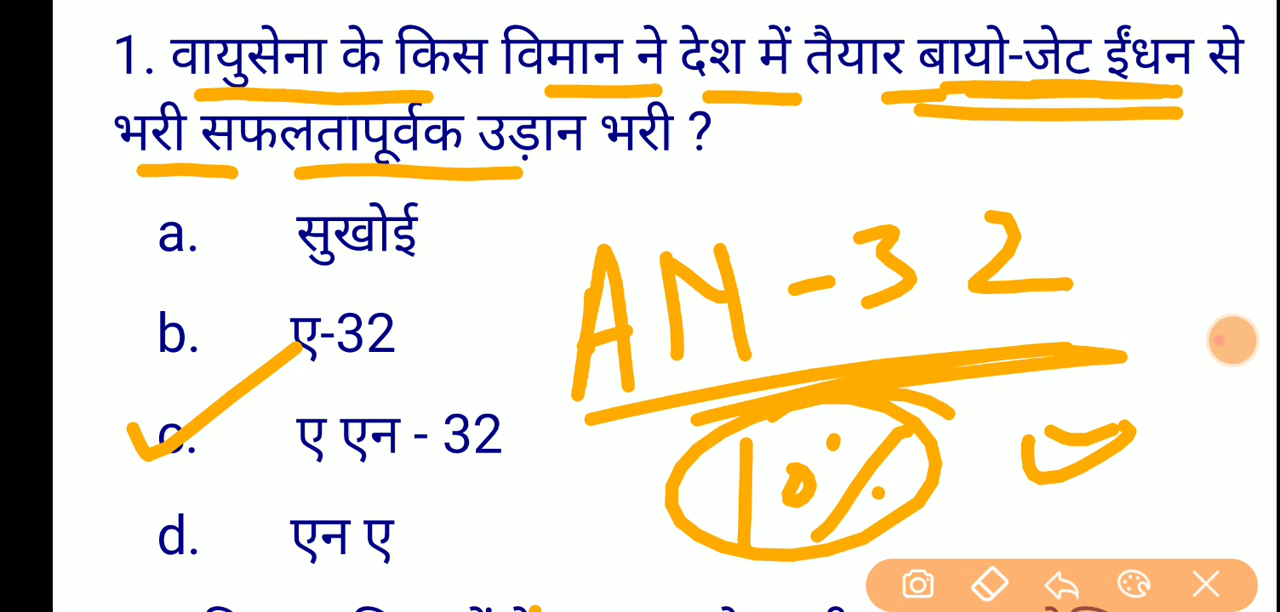 1. वायुसेना के किस विमान ने देश में तैयार बायो-जेट ईंधन से
भरी सफलतापूर्वक उड़ान भरी ?
a. सुखोई
b. ए-32
c. ए एन - 32
d. एन ए
AN-32
10%